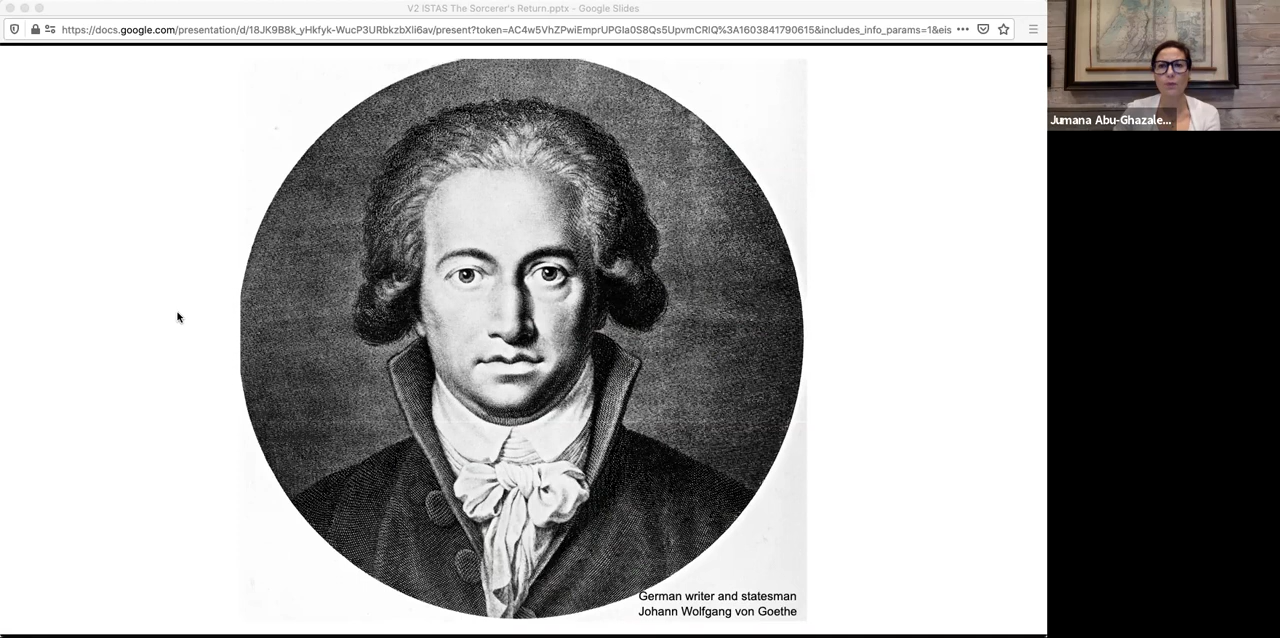 V2 ISTAS The Sorcerer's Return.pptx - Google Slides
https://docs.google.com/presentation/d/18JK9B8k_yHkfyk-WucP3URbkzbXli6av/present?token=AC4w5VhZPwiEmprUPGIa0S8Qs5UpvmCRlQ%3A1603841790615&includes_info_params=1&eis
Jumana Abu-Ghazale...
German writer and statesman
Johann Wolfgang von Goethe